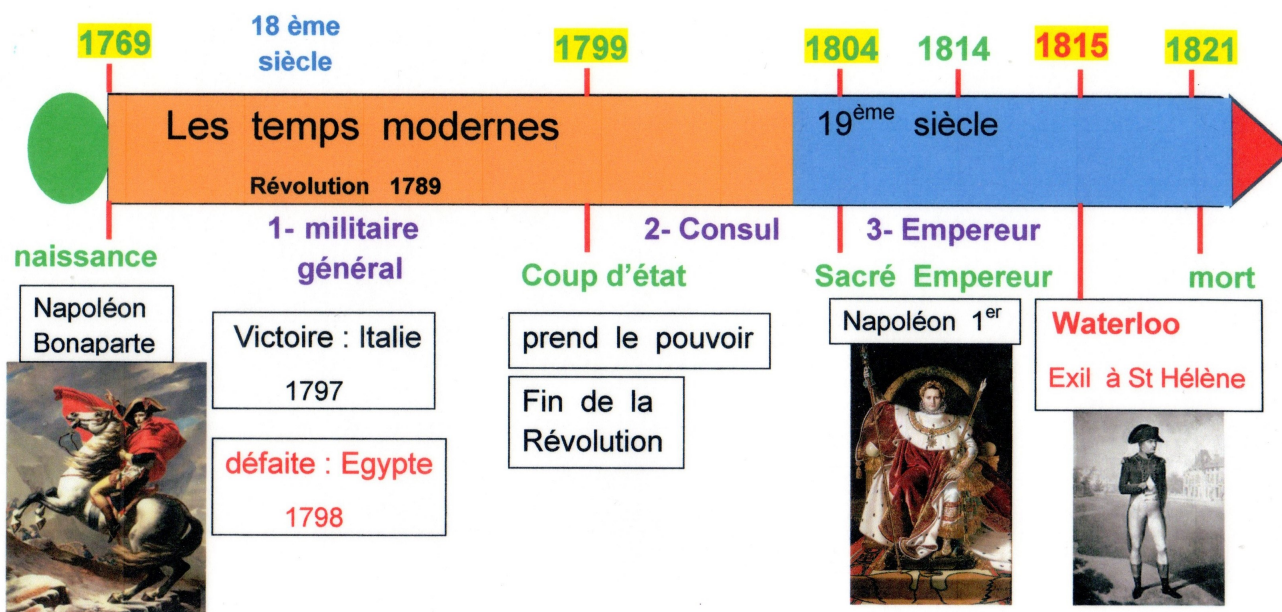 1769
18 ème
siècle
1799
1804
1814
1815
1821
Les temps modernes
19ème siècle
Révolution 1789
1- militaire
général
2- Consul
3- Empereur
naissance
Coup d'état
Sacré Empereur
mort
Napoléon
Bonaparte
Victoire : Italie
1797
défaite : Egypte
1798
prend le pouvoir
Fin de la
Révolution
Napoléon 1er
Waterloo
Exil à St Hélène